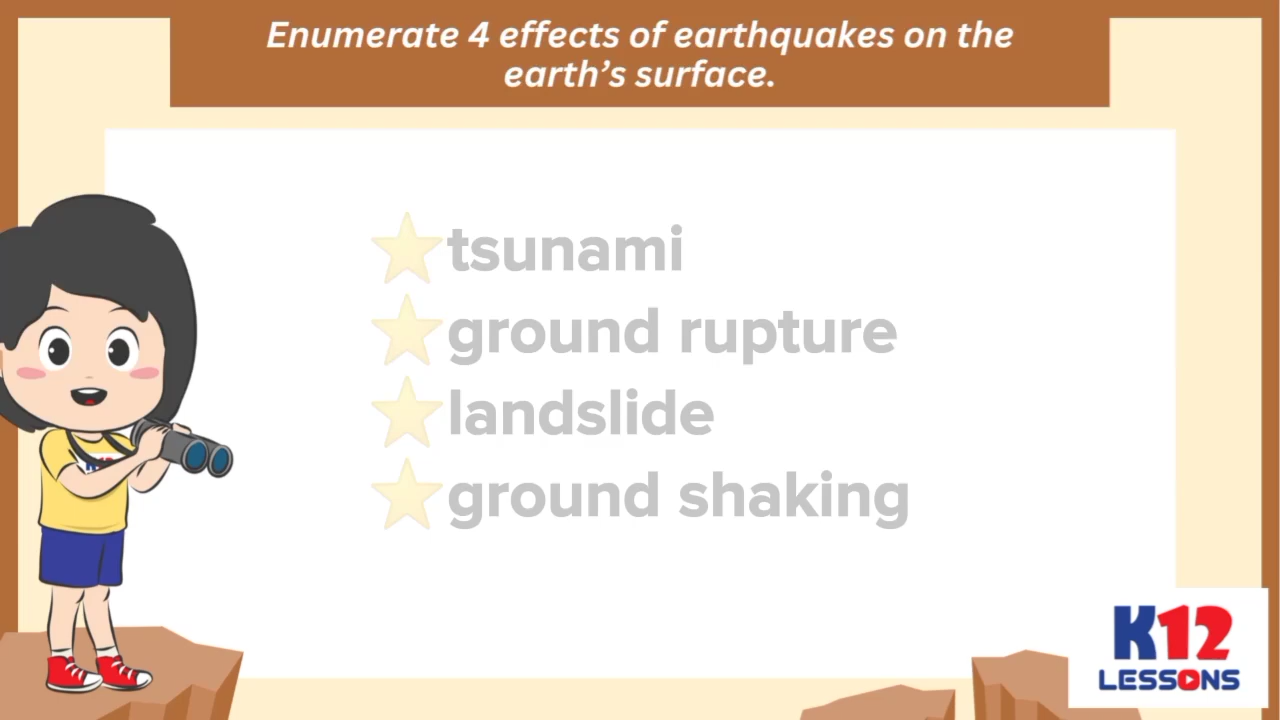 Enumerate 4 effects of earthquakes on the
earth’s surface.
tsunami
ground rupture
landslide
ground shaking
K12
LESSONS